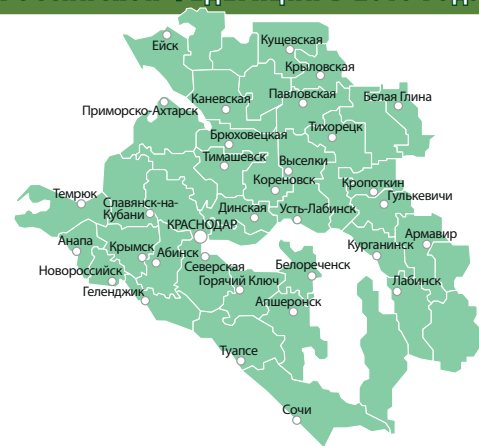 Ейск
Кущевская
Крыловская
Каневская
Павловская
Белая Глина
Приморско-Ахтарск
Тихорецк
Брюховецкая
Тимашевск
Выселки
Кореновск
Кропоткин
Гулькевичи
Темрюк
Славянск-на-
Кубани
Динская
Усть-Лабинск
КРАСНОДАР
Анапа
Крымск
Абинск
Северская
Курганинск
Армавир
Новороссийск
Белореченск
Горячий Ключ
Лабинск
Геленджик
Апшеронск
Туапсе
Сочи